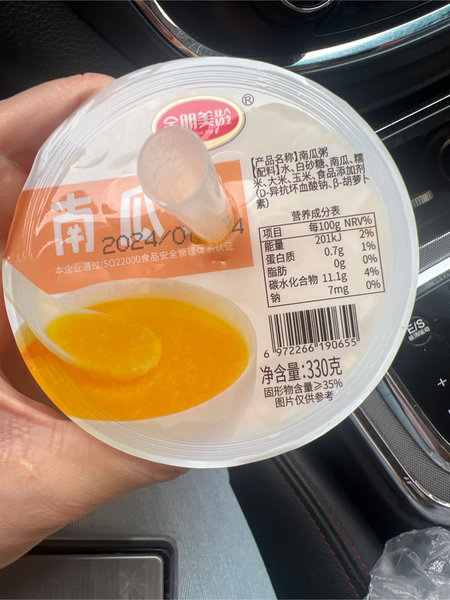 金明美龄
®
南瓜
2024/0 4
本企业通过ISO22000食品安全管理体系认证
【产品名称】南瓜粥
【配料】水、白砂糖、南瓜、糯
米、大米、玉米、食品添加剂
(D-异抗坏血酸钠、β-胡萝卜
素)
营养成分表
项目 每100g NRV%
能量 201kJ 2%
蛋白质 0.7g 1%
脂肪 0g 0%
碳水化合物 11.1g 4%
钠 7mg 0%
6 972266 190655
净含量:330克
固形物含量≥35%
图片仅供参考
E/S
+